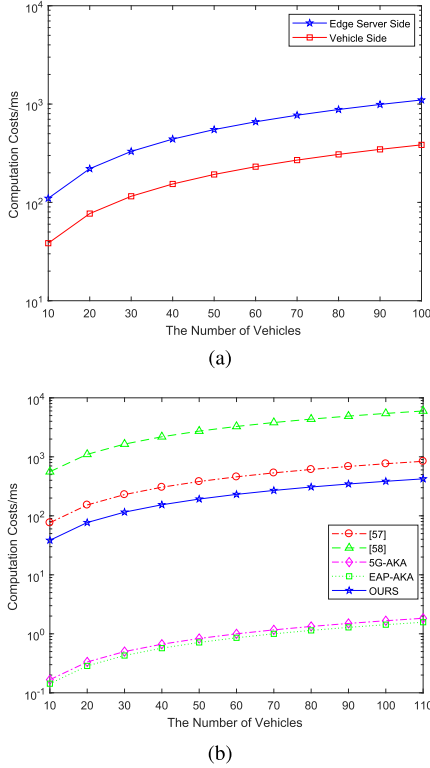 10^4
Edge Server Side
Vehicle Side
10^3
10^2
10^1
Computation Costs/ms
10 20 30 40 50 60 70 80 90 100
The Number of Vehicles
(a)
10^4
10^3
10^2
10^1
10^0
10^-1
Computation Costs/ms
[57]
[58]
5G-AKA
EAP-AKA
OURS
10 20 30 40 50 60 70 80 90 100 110
The Number of Vehicles
(b)